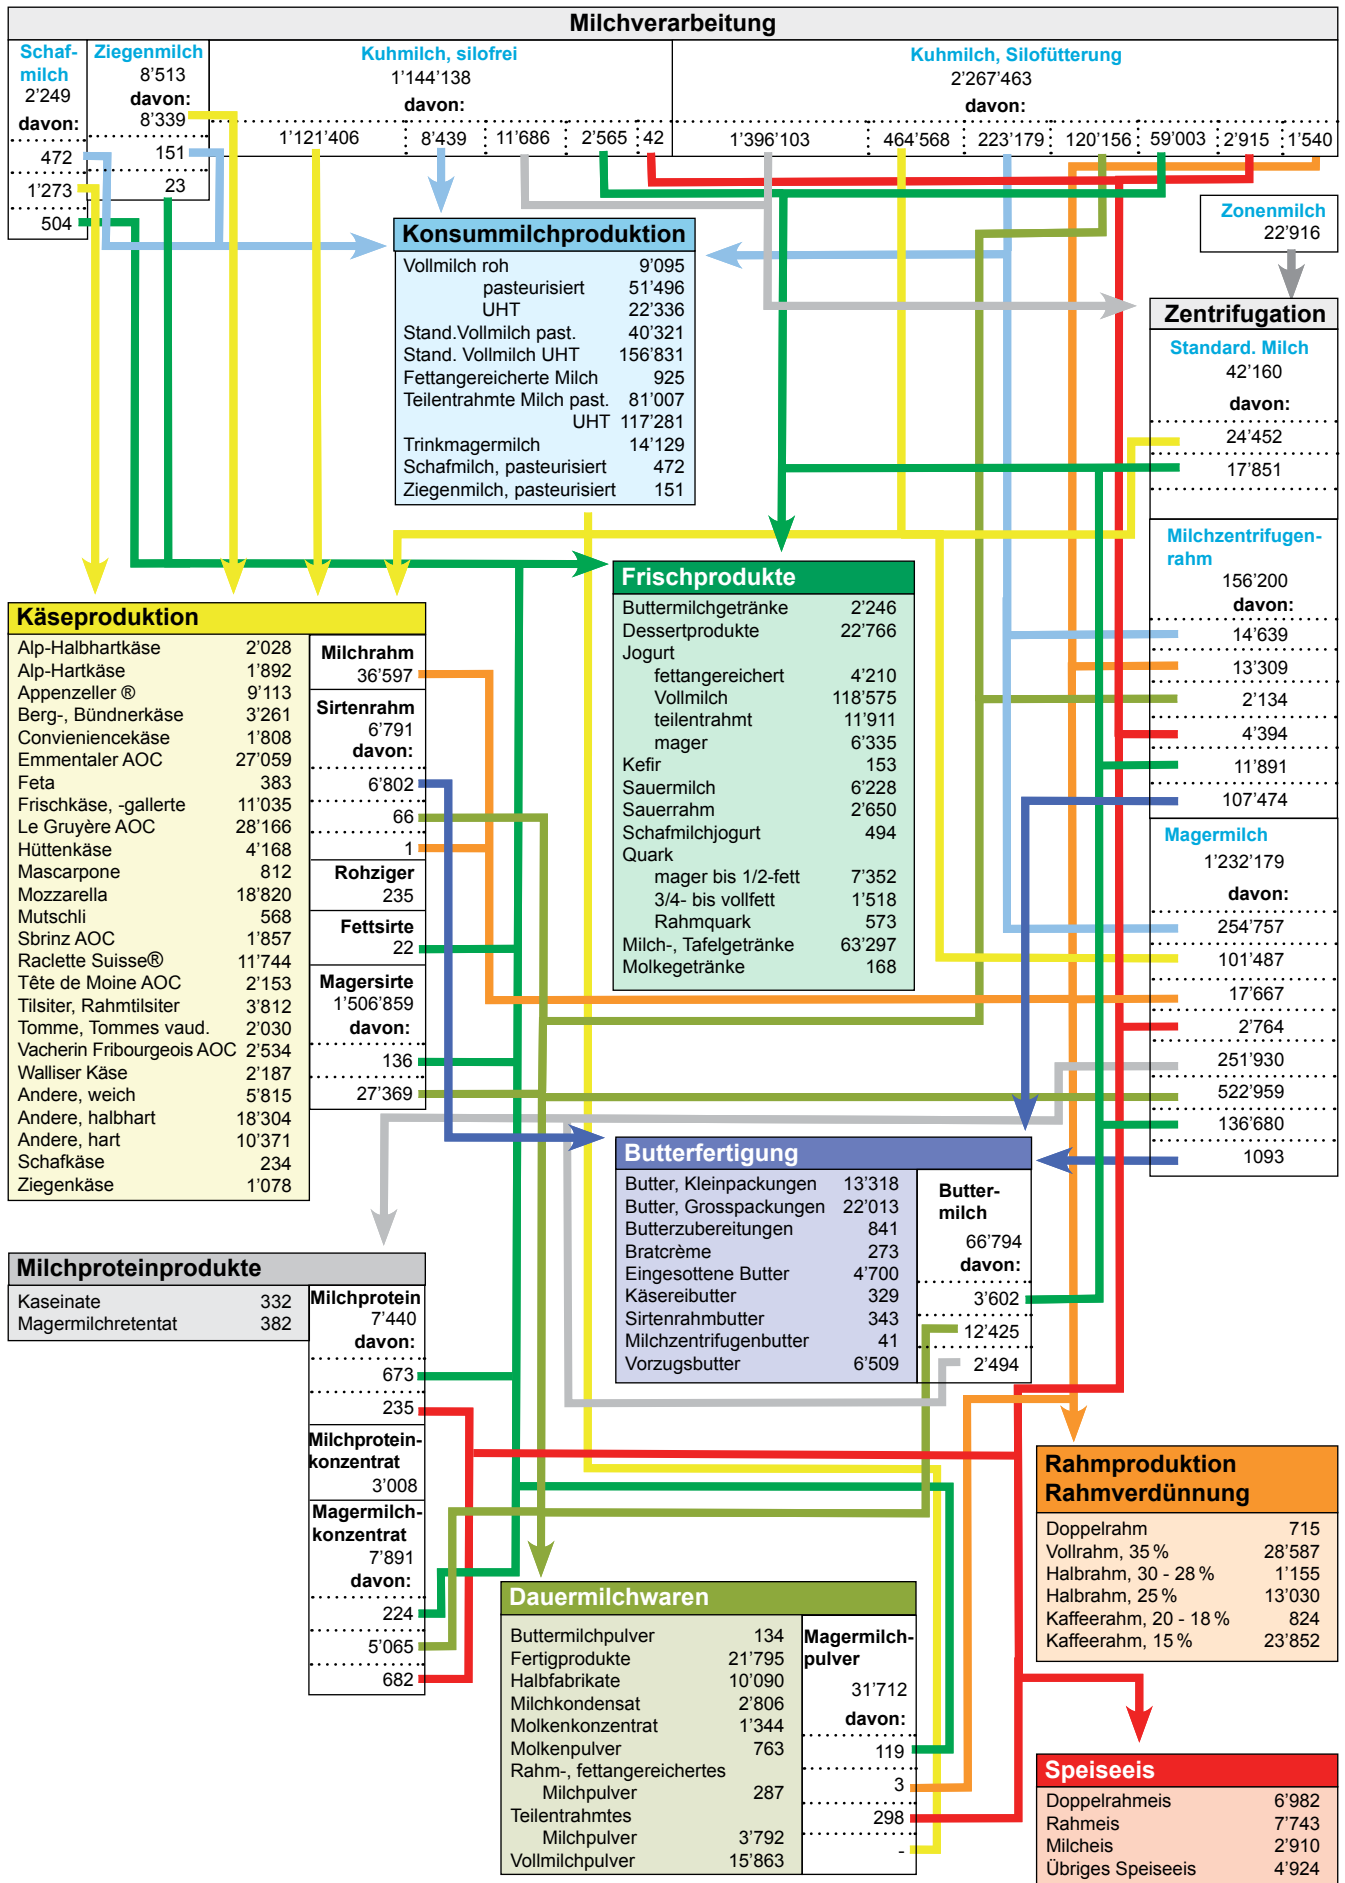 Milchverarbeitung
Schaf-
milch
2'249
davon:
472
1'273
504
Ziegenmilch
8'513
davon:
8'339
151
23
Kuhmilch, silofrei
1'144'138
davon:
1'121'406 8'439 11'686 2'565 42
Kuhmilch, Silofütterung
2'267'463
davon:
1'396'103 464'568 223'179 120'156 59'003 2'915 1'540
Zonenmilch
22'916
Konsummilchproduktion
Vollmilch roh 9'095
pasteurisiert 51'496
UHT 22'336
Stand.Vollmilch past. 40'321
Stand. Vollmilch UHT 156'831
Fettangereicherte Milch 925
Teilentrahmte Milch past. 81'007
UHT 117'281
Trinkmagermilch 14'129
Schafmilch, pasteurisiert 472
Ziegenmilch, pasteurisiert 151
Zentrifugation
Standard. Milch
42'160
davon:
24'452
17'851
Milchzentrifugen-
rahm
156'200
davon:
14'639
13'309
2'134
4'394
11'891
107'474
Magermilch
1'232'179
davon:
254'757
101'487
17'667
2'764
251'930
522'959
136'680
1093
Käseproduktion
Alp-Halbhartkäse 2'028
Alp-Hartkäse 1'892
Appenzeller ® 9'113
Berg-, Bündnerkäse 3'261
Convieniencekäse 1'808
Emmentaler AOC 27'059
Feta 383
Frischkäse, -gallerte 11'035
Le Gruyère AOC 28'166
Hüttenkäse 4'168
Mascarpone 812
Mozzarella 18'820
Mutschli 568
Sbrinz AOC 1'857
Raclette Suisse® 11'744
Tête de Moine AOC 2'153
Tilsiter, Rahmtilsiter 3'812
Tomme, Tommes vaud. 2'030
Vacherin Fribourgeois AOC 2'534
Walliser Käse 2'187
Andere, weich 5'815
Andere, halbhart 18'304
Andere, hart 10'371
Schafkäse 234
Ziegenkäse 1'078
Milchrahm
36'597
Sirtenrahm
6'791
davon:
6'802
66
1
Rohziger
235
Fettsirte
22
Magersirte
1'506'859
davon:
136
27'369
Frischprodukte
Buttermilchgetränke 2'246
Dessertprodukte 22'766
Jogurt
fettangereichert 4'210
Vollmilch 118'575
teilentrahmt 11'911
mager 6'335
Kefir 153
Sauermilch 6'228
Sauerrahm 2'650
Schafmilchjogurt 494
Quark
mager bis 1/2-fett 7'352
3/4- bis vollfett 1'518
Rahmquark 573
Milch-, Tafelgetränke 63'297
Molkegetränke 168
Butterfertigung
Butter, Kleinpackungen 13'318
Butter, Grosspackungen 22'013
Butterzubereitungen 841
Bratcrème 273
Eingesottene Butter 4'700
Käsereibutter 329
Sirtenrahmbutter 343
Milchzentrifugenbutter 41
Vorzugsbutter 6'509
Butter-
milch
66'794
davon:
3'602
12'425
2'494
Milchproteinprodukte
Kaseinate 332
Magermilchretentat 382
Milchprotein
7'440
davon:
673
235
Milchprotein-
konzentrat
3'008
Magermilch-
konzentrat
7'891
davon:
224
5'065
682
Dauermilchwaren
Buttermilchpulver 134
Fertigprodukte 21'795
Halbfabrikate 10'090
Milchkondensat 2'806
Molkenkonzentrat 1'344
Molkenpulver 763
Rahm-, fettangereichertes
Milchpulver 287
Teilentrahmtes
Milchpulver 3'792
Vollmilchpulver 15'863
Magermilch-
pulver
31'712
davon:
119
3
298
-
Rahmproduktion
Rahmverdünnung
Doppelrahm 715
Vollrahm, 35 % 28'587
Halbrahm, 30 - 28 % 1'155
Halbrahm, 25 % 13'030
Kaffeerahm, 20 - 18 % 824
Kaffeerahm, 15 % 23'852
Speiseeis
Doppelrahmeis 6'982
Rahmeis 7'743
Milcheis 2'910
Übriges Speiseeis 4'924